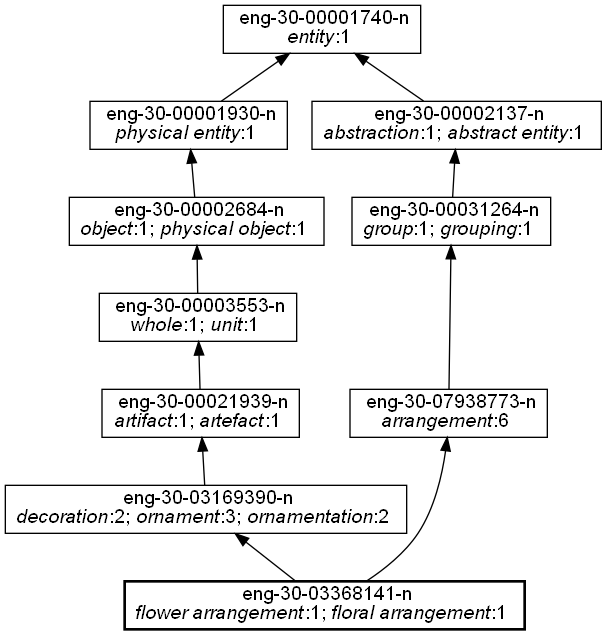 eng-30-00001740-n
entity:1
eng-30-00001930-n
physical entity:1
eng-30-00002137-n
abstraction:1; abstract entity:1
eng-30-00002684-n
object:1; physical object:1
eng-30-00031264-n
group:1; grouping:1
eng-30-00003553-n
whole:1; unit:1
eng-30-00021939-n
artifact:1; artefact:1
eng-30-07938773-n
arrangement:6
eng-30-03169390-n
decoration:2; ornament:3; ornamentation:2
eng-30-03368141-n
flower arrangement:1; floral arrangement:1